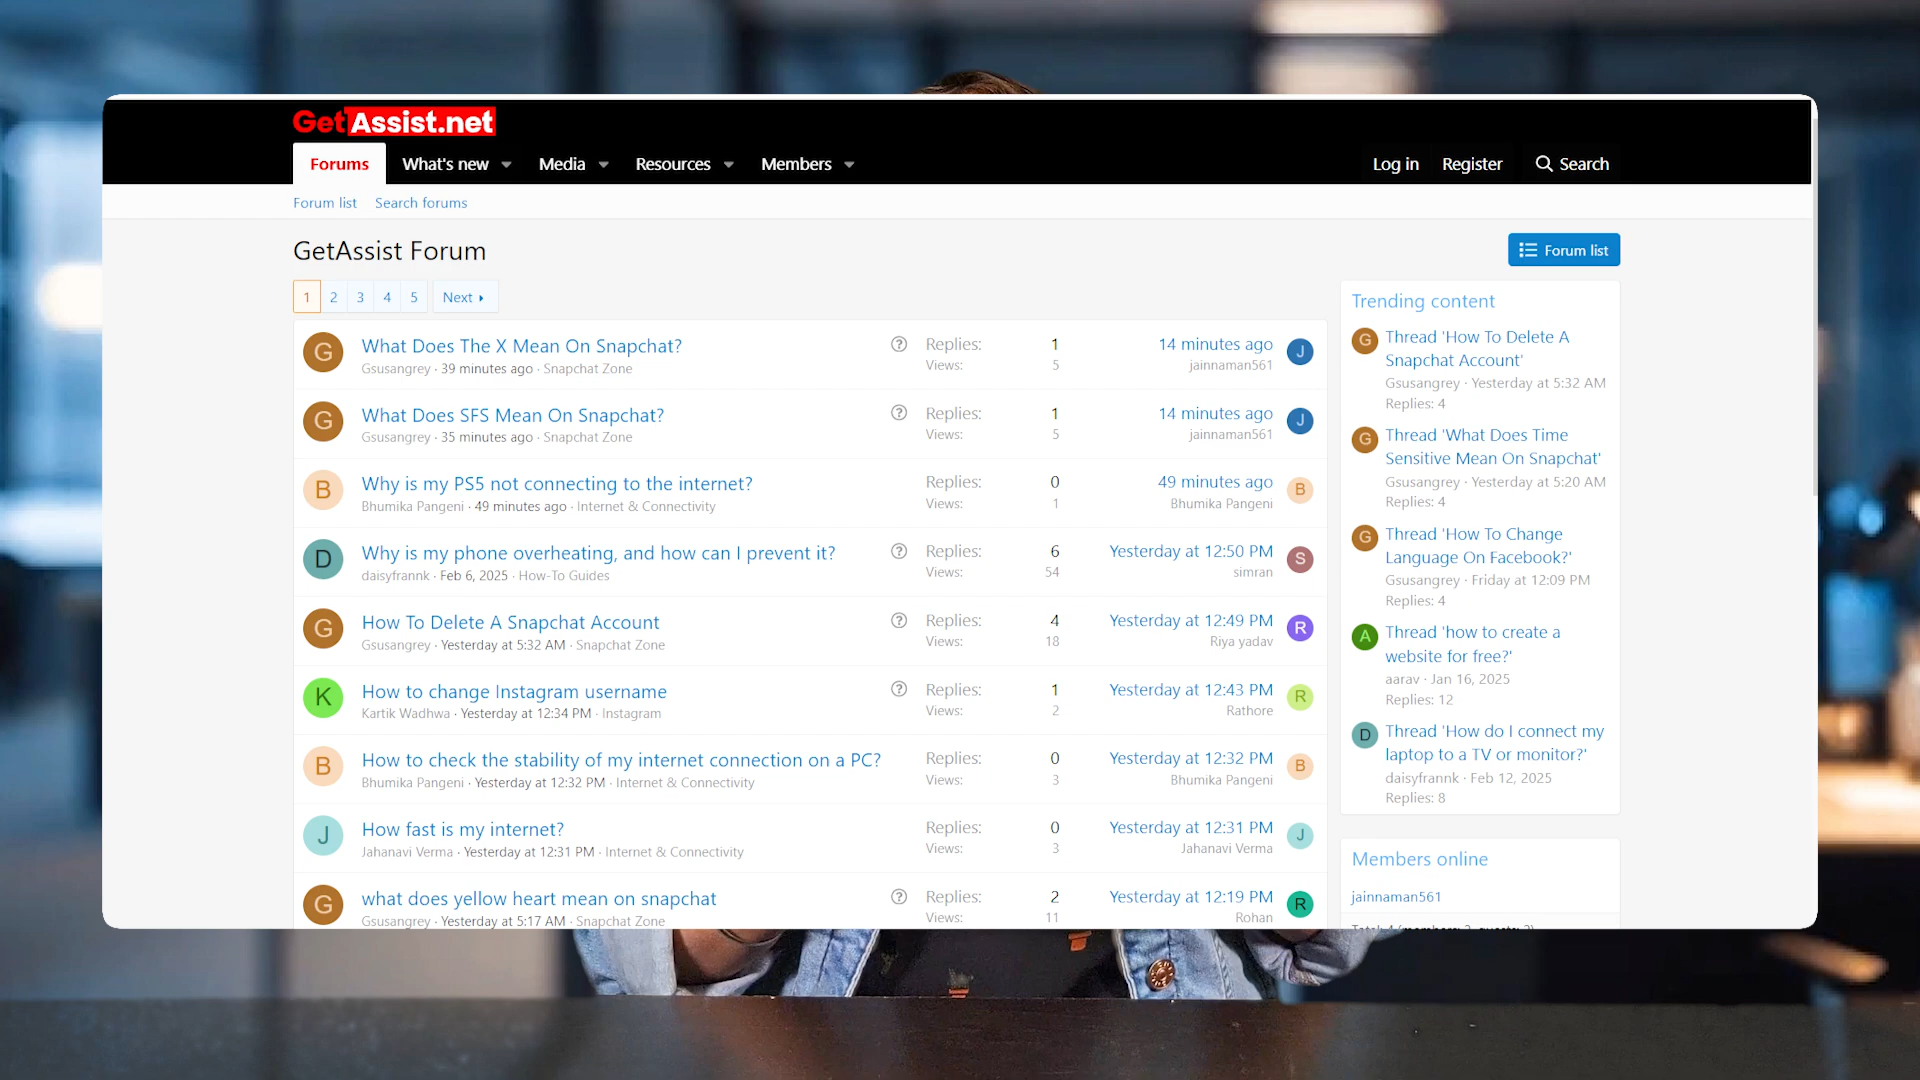 GetAssist.net
Forums What's new Media Resources Members Log in Register Search
Forum list Search forums
GetAssist Forum
Forum list
1 2 3 4 5 Next
What Does The X Mean On Snapchat?
Gsusangrey · 39 minutes ago · Snapchat Zone
Replies: 1
Views: 5
14 minutes ago
jainnaman561
G
J
What Does SFS Mean On Snapchat?
Gsusangrey · 35 minutes ago · Snapchat Zone
Replies: 1
Views: 5
14 minutes ago
jainnaman561
G
J
Why is my PS5 not connecting to the internet?
Bhumika Pangeni · 49 minutes ago · Internet & Connectivity
Replies: 0
Views: 1
49 minutes ago
Bhumika Pangeni
B
B
Why is my phone overheating, and how can I prevent it?
daisyfrannk · Feb 6, 2025 · How-To Guides
Replies: 6
Views: 54
Yesterday at 12:50 PM
simran
D
S
How To Delete A Snapchat Account
Gsusangrey · Yesterday at 5:32 AM · Snapchat Zone
Replies: 4
Views: 18
Yesterday at 12:49 PM
Riya yadav
G
R
How to change Instagram username
Kartik Wadhwa · Yesterday at 12:34 PM · Instagram
Replies: 1
Views: 2
Yesterday at 12:43 PM
Rathore
K
R
How to check the stability of my internet connection on a PC?
Bhumika Pangeni · Yesterday at 12:32 PM · Internet & Connectivity
Replies: 0
Views: 3
Yesterday at 12:32 PM
Bhumika Pangeni
B
B
How fast is my internet?
Jahanavi Verma · Yesterday at 12:31 PM · Internet & Connectivity
Replies: 0
Views: 3
Yesterday at 12:31 PM
Jahanavi Verma
J
J
what does yellow heart mean on snapchat
Gsusangrey · Yesterday at 5:17 AM · Snapchat Zone
Replies: 2
Views: 11
Yesterday at 12:19 PM
Rohan
G
R
Trending content
G
Thread 'How To Delete A
Snapchat Account'
Gsusangrey · Yesterday at 5:32 AM
Replies: 4
G
Thread 'What Does Time
Sensitive Mean On Snapchat'
Gsusangrey · Yesterday at 5:20 AM
Replies: 4
G
Thread 'How To Change
Language On Facebook?'
Gsusangrey · Friday at 12:09 PM
Replies: 4
A
Thread 'how to create a
website for free?'
aarav · Jan 16, 2025
Replies: 12
D
Thread 'How do I connect my
laptop to a TV or monitor?'
daisyfrannk · Feb 12, 2025
Replies: 8
Members online
jainnaman561